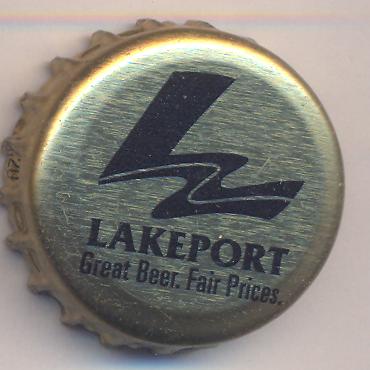 LAKEPORT
Great Beer. Fair Prices.